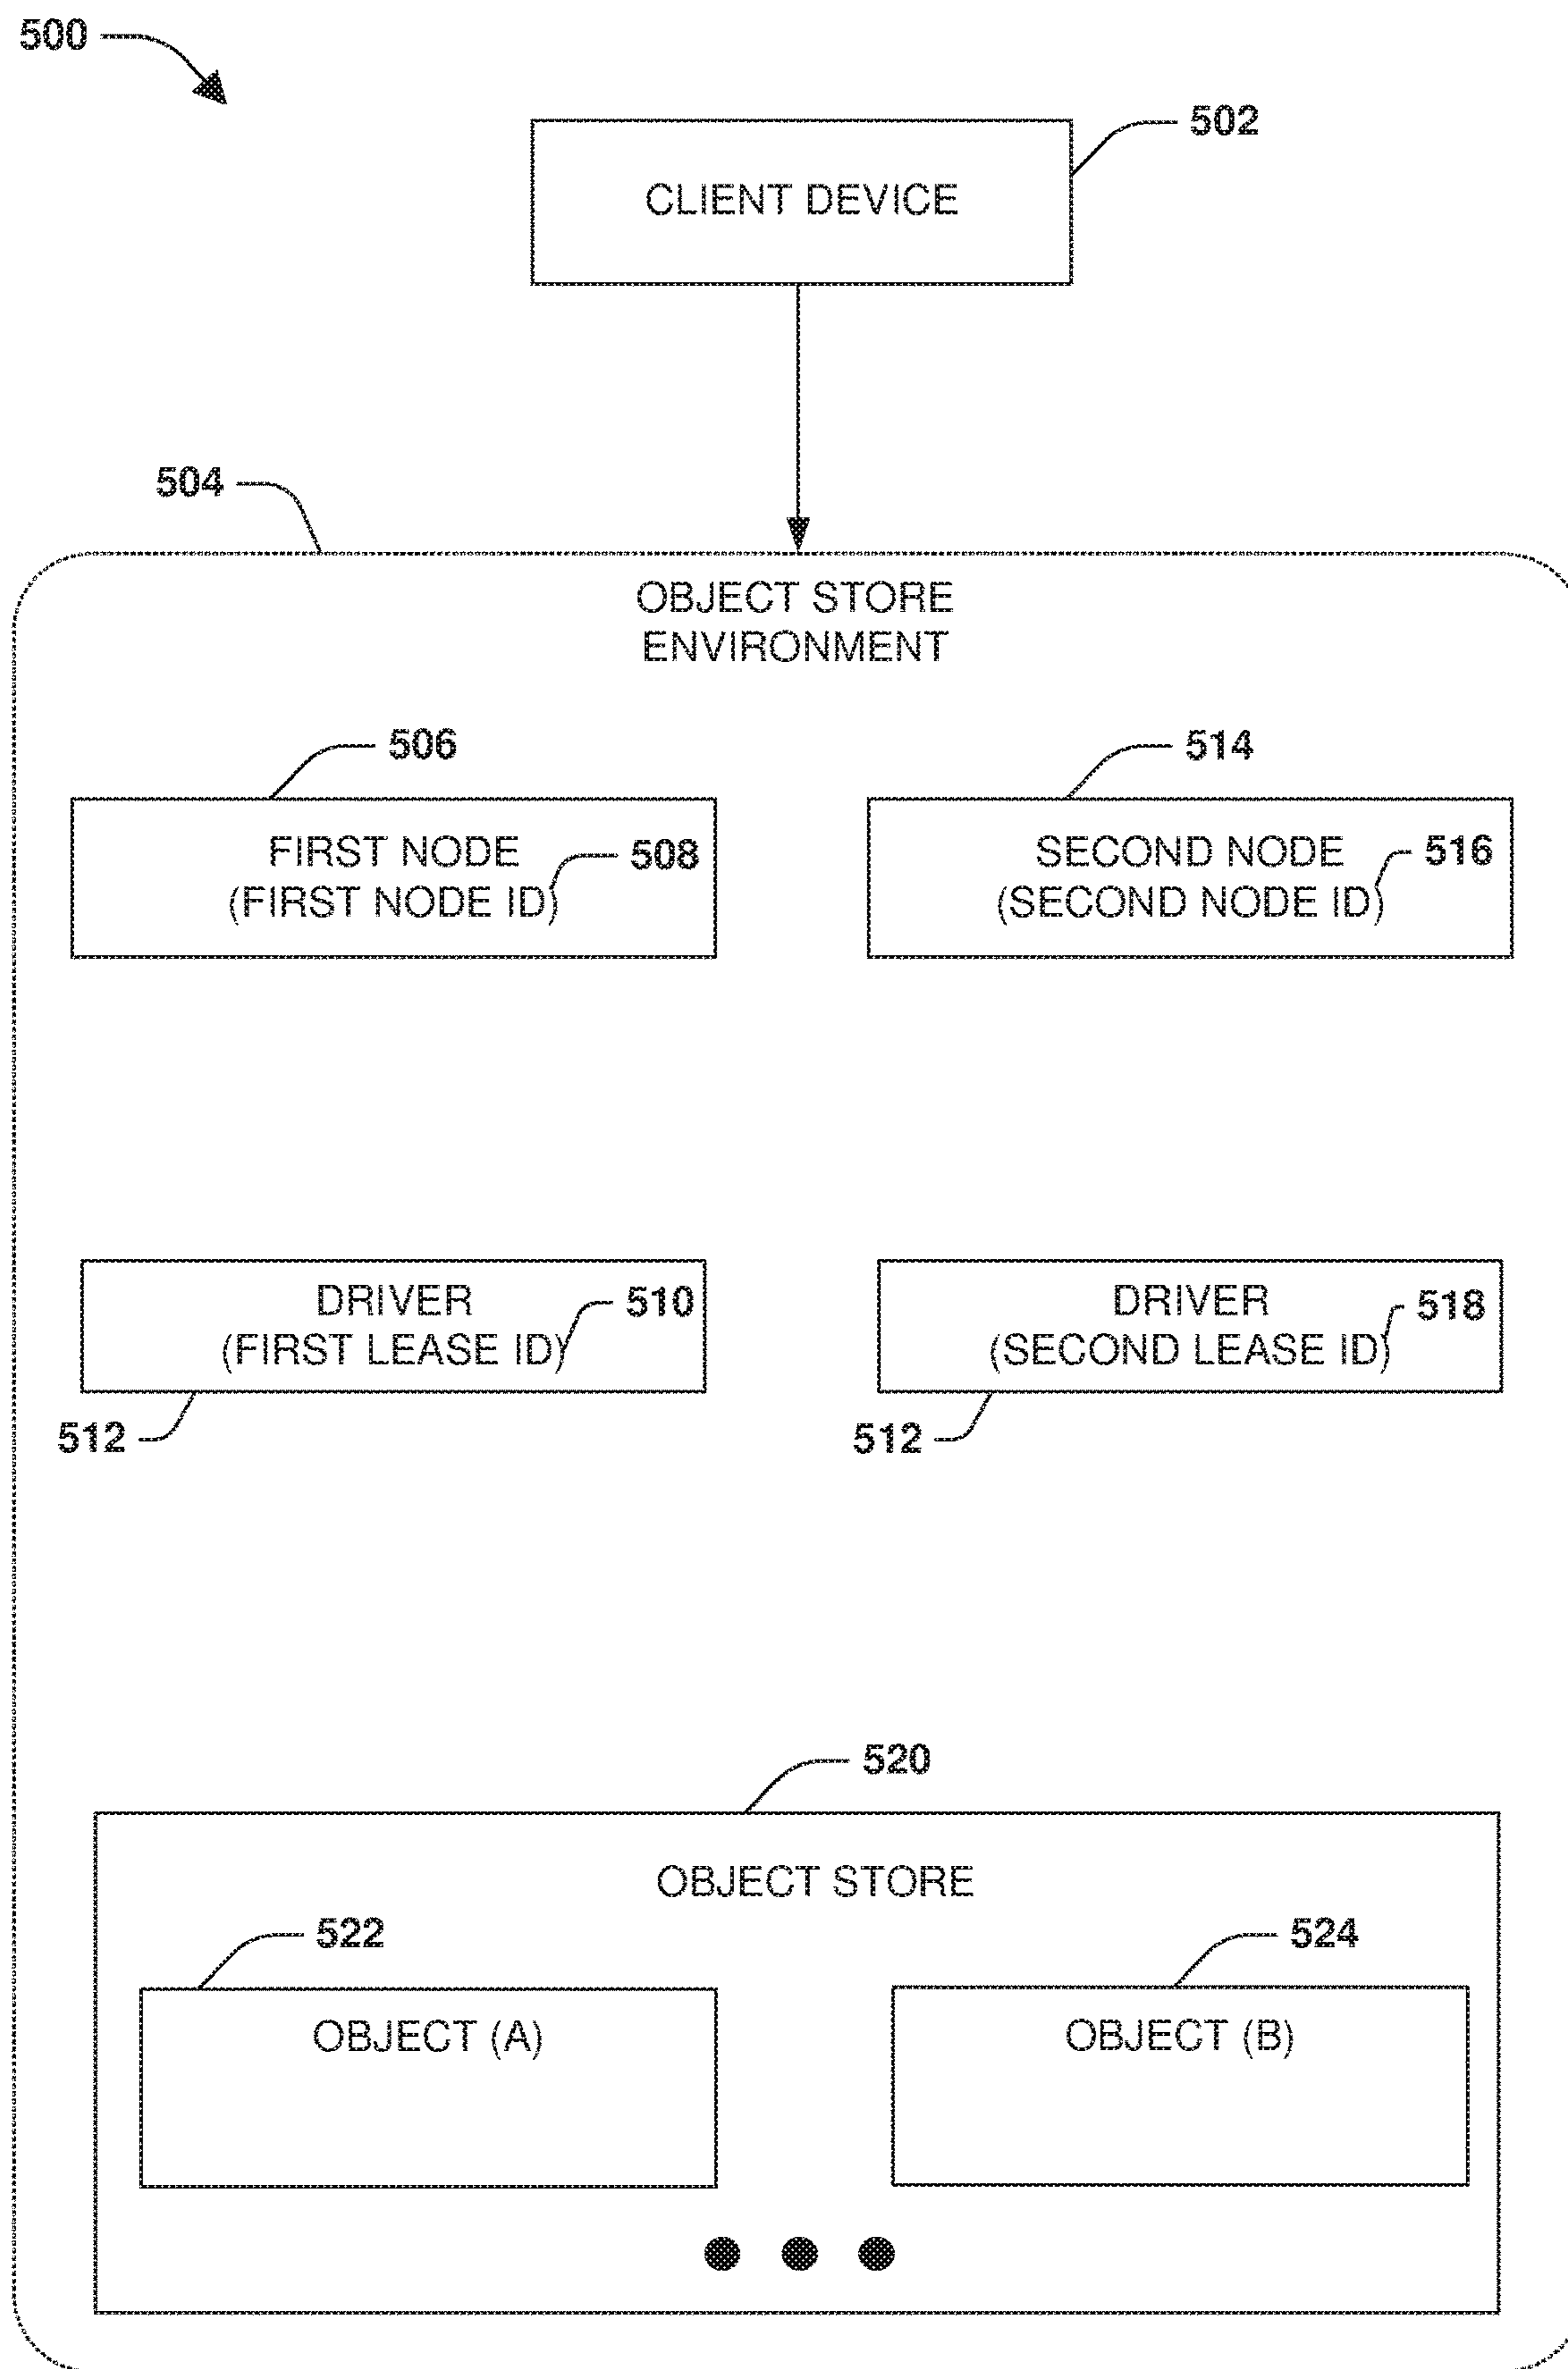 500
502
CLIENT DEVICE
504
OBJECT STORE
ENVIRONMENT
506
514
FIRST NODE
508
(FIRST NODE ID)
SECOND NODE
516
(SECOND NODE ID)
DRIVER
510
(FIRST LEASE ID)
512
DRIVER
518
(SECOND LEASE ID)
512
520
OBJECT STORE
522
524
OBJECT (A)
OBJECT (B)